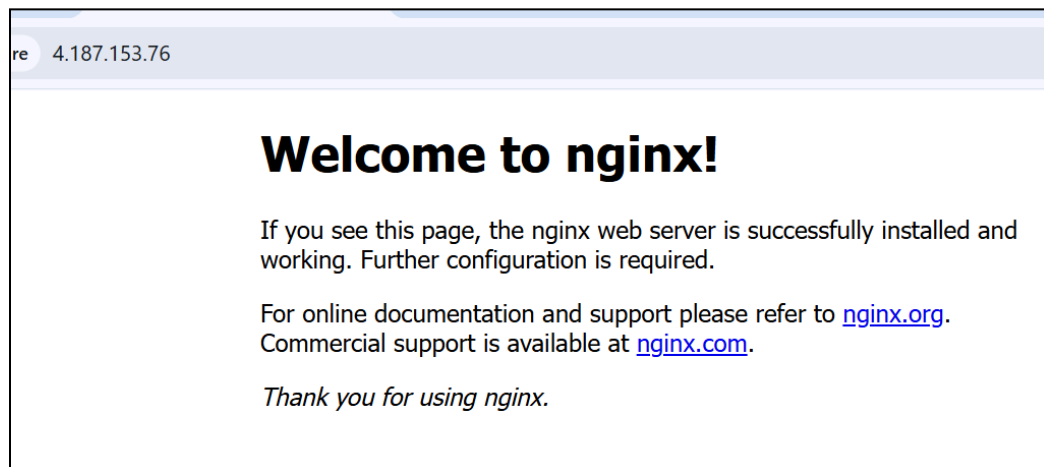 re 4.187.153.76
Welcome to nginx!
If you see this page, the nginx web server is successfully installed and
working. Further configuration is required.
For online documentation and support please refer to nginx.org.
Commercial support is available at nginx.com.
Thank you for using nginx.